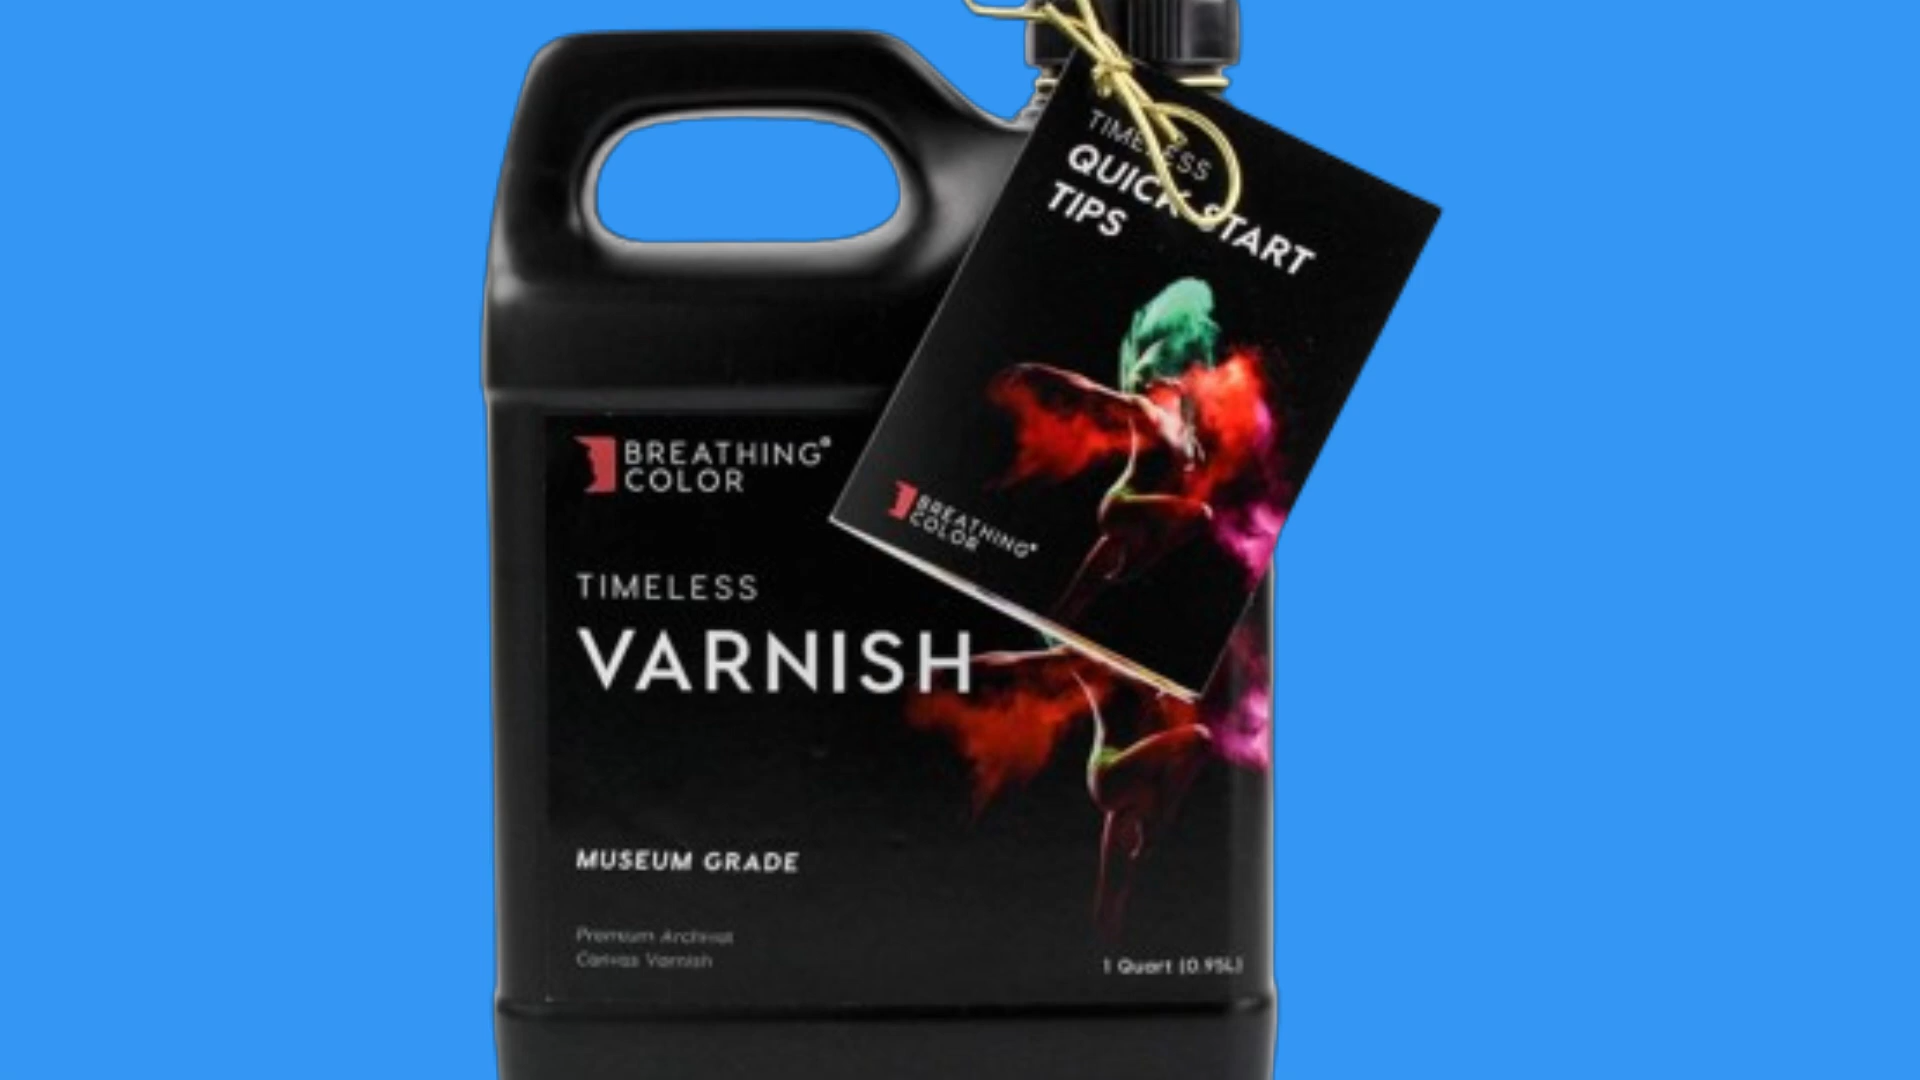 TIMELESS
QUICK START
TIPS
BREATHING®
COLOR
BREATHING®
COLOR
TIMELESS
VARNISH
MUSEUM GRADE
Premium Archival
Canvas Varnish
1 Quart (0.95L)